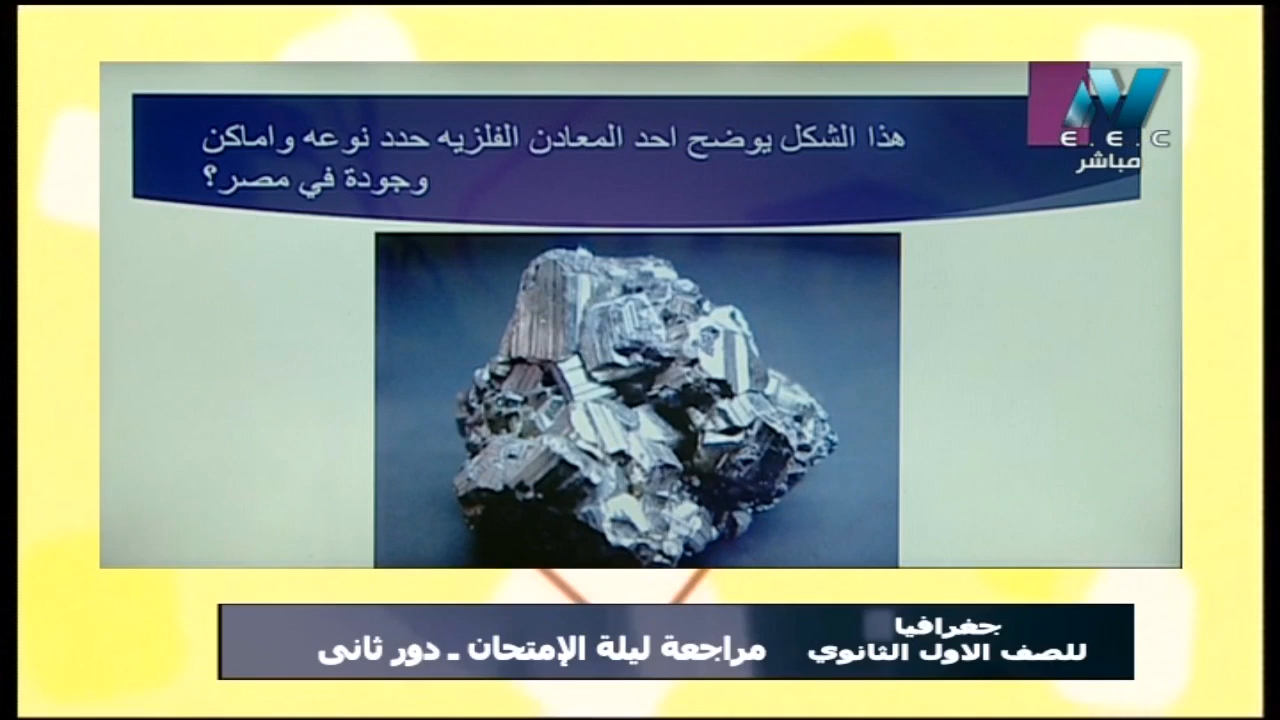 هذا الشكل يوضح احد المعادن الفلزيه حدد نوعه واماكن
وجودة في مصر؟
E.E.C
مباشر
جغرافيا
للصف الاول الثانوي
مراجعة ليلة الإمتحان ـ دور ثانى